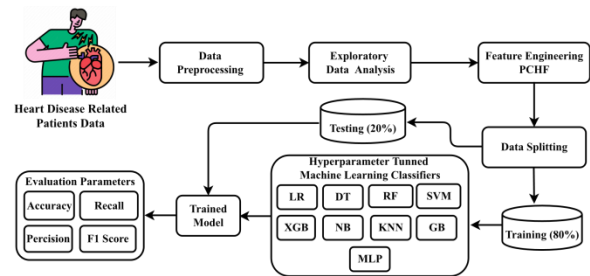 Data
Preprocessing
Exploratory
Data Analysis
Feature Engineering
PCHF
Heart Disease Related
Patients Data
Testing (20%)
Data Splitting
Hyperparameter Tunned
Machine Learning Classifiers
LR
DT
RF
SVM
XGB
NB
KNN
GB
MLP
Training (80%)
Trained
Model
Evaluation Parameters
Accuracy
Recall
Percision
F1 Score